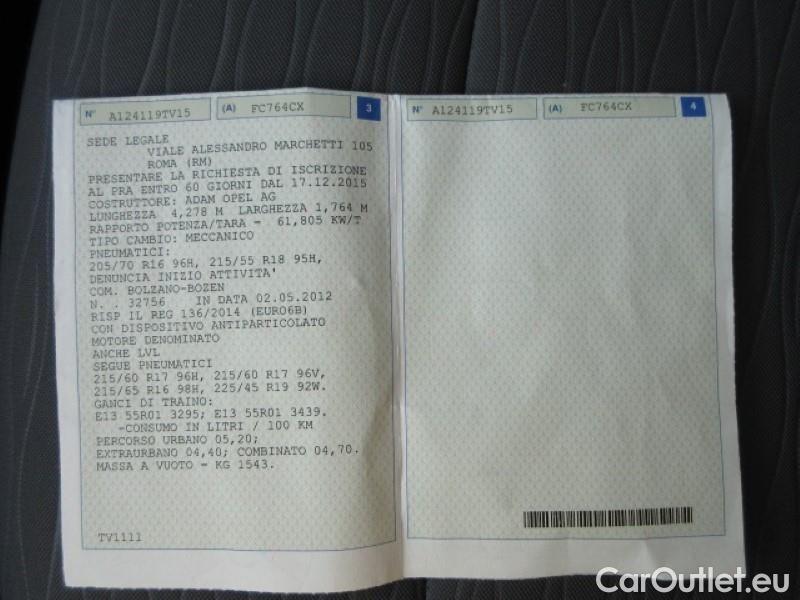 N° A124119TV15 (A) FC764CX 3
SEDE LEGALE
VIALE ALESSANDRO MARCHETTI 105
ROMA (RM)
PRESENTARE LA RICHIESTA DI ISCRIZIONE
AL PRA ENTRO 60 GIORNI DAL 17.12.2015
COSTRUTTORE: ADAM OPEL AG
LUNGHEZZA 4,278 M LARGHEZZA 1,764 M
RAPPORTO POTENZA/TARA = 61,805 KW/T
TIPO CAMBIO: MECCANICO
PNEUMATICI:
205/70 R16 96H, 215/55 R18 95H,
DENUNCIA INIZIO ATTIVITA'
COM. BOLZANO-BOZEN
N. . 32756 IN DATA 02.05.2012
RISP IL REG 136/2014 (EURO6B)
CON DISPOSITIVO ANTIPARTICOLATO
MOTORE DENOMINATO
ANCHE LVL
SEGUE PNEUMATICI
215/60 R17 96H, 215/60 R17 96V,
215/65 R16 98H, 225/45 R19 92W.
GANCI DI TRAINO:
E13 55R01 3295; E13 55R01 3439.
-CONSUMO IN LITRI / 100 KM
PERCORSO URBANO 05,20;
EXTRAURBANO 04,40; COMBINATO 04,70.
MASSA A VUOTO = KG 1543.
TV1111
N° A124119TV15 (A) FC764CX 4
CarOutlet.eu